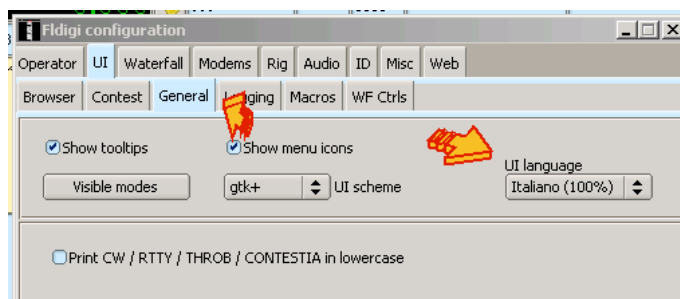 Fldigi configuration
Operator UI Waterfall Modems Rig Audio ID Misc Web
Browser Contest General Logging Macros WF Ctrls
Show tooltips Show menu icons
UI language
Visible modes gtk+ UI scheme Italiano (100%)
Print CW / RTTY / THROB / CONTESTIA in lowercase